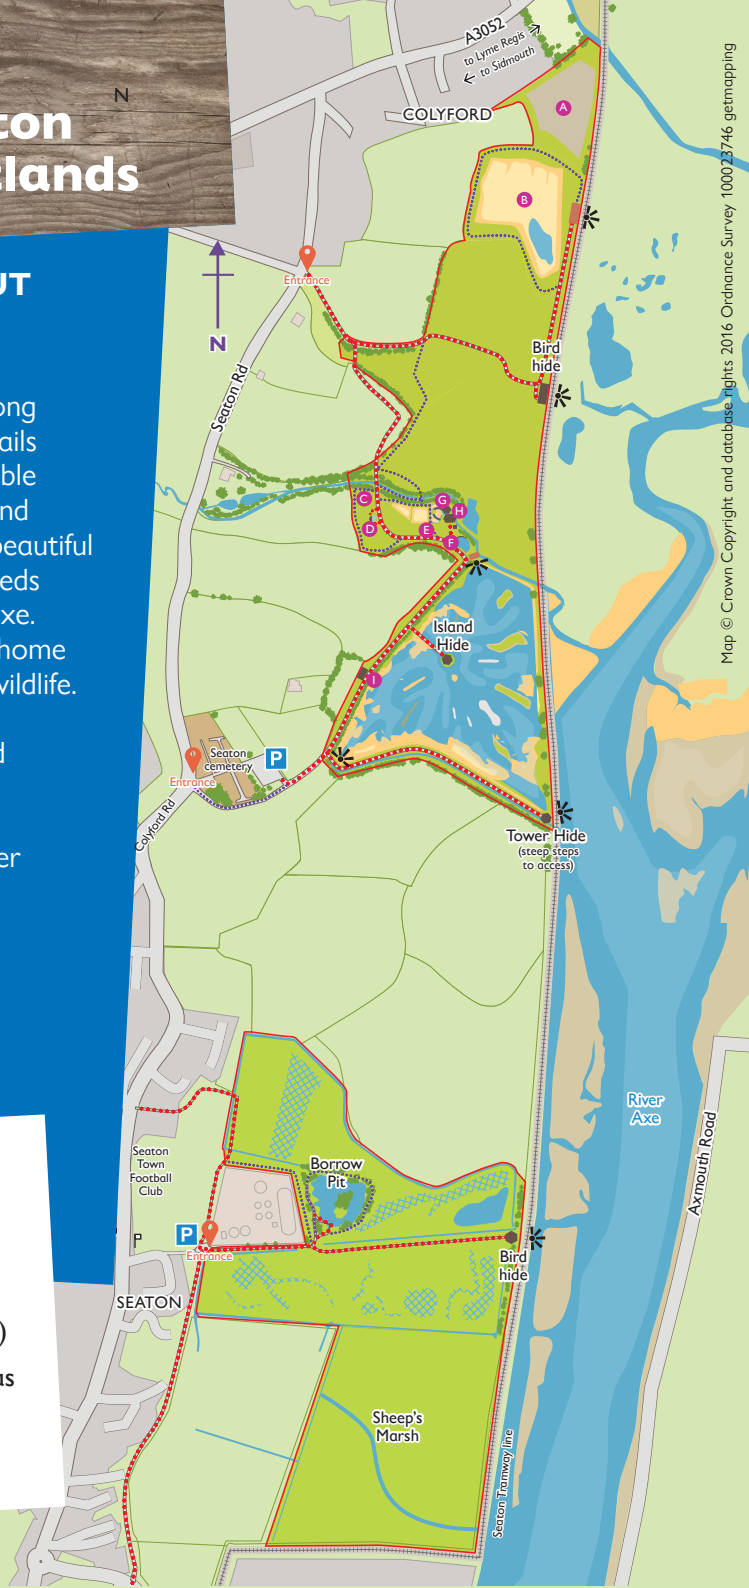 N
ton
tlands
UT
ong
ails
ble
nd
beautiful
eds
xe.
home
wildlife.
d
er
)
as
A3052
to Lyme Regis
to Sidmouth
COLYFORD
A
B
Entrance
N
Seaton Rd
Bird
hide
C
D
E
F
G
H
Island
Hide
I
Seaton
cemetery
P
Entrance
Colyford Rd
Tower Hide
(steep steps
to access)
River
Axe
Axmouth Road
Seaton
Town
Football
Club
Borrow
Pit
P
P
Entrance
Bird
hide
SEATON
Sheep's
Marsh
Seaton Tramway line
Map © Crown Copyright and database rights 2016 Ordnance Survey 100023746 getmapping